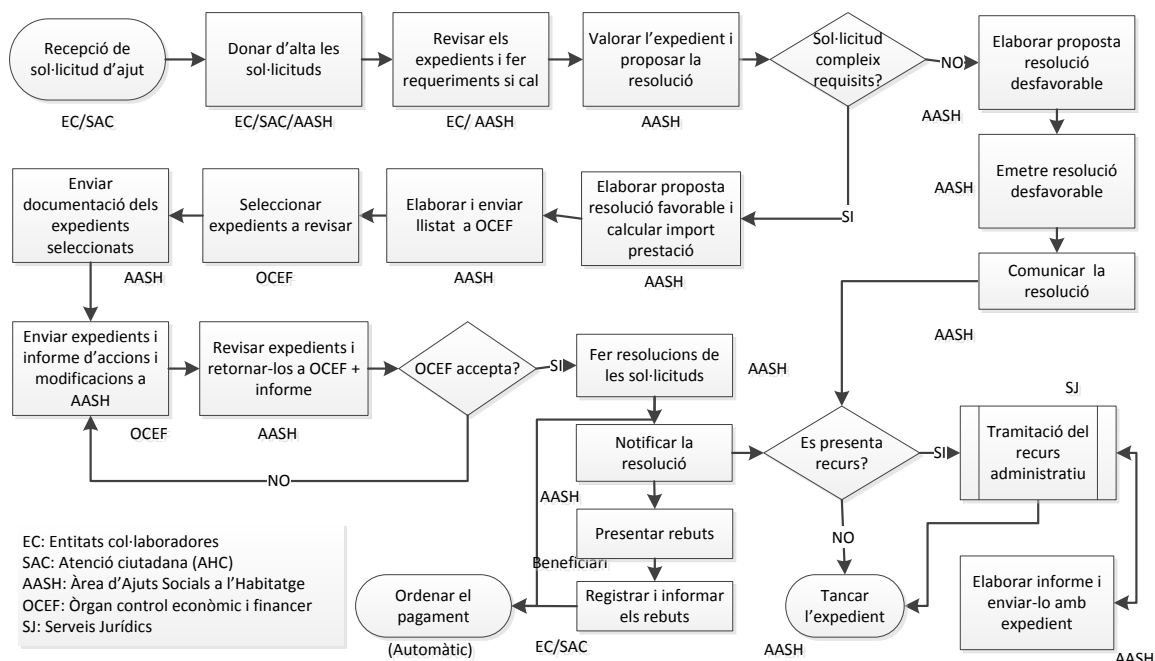 Recepció de
sol·licitud d'ajut
EC/SAC
Donar d'alta les
sol·licituds
EC/SAC/AASH
Revisar els
expedients i fer
requeriments si cal
EC/ AASH
Valorar l'expedient i
proposar la
resolució
AASH
Sol·licitud
compleix
requisits?
NO
SI
Elaborar proposta
resolució
desfavorable
AASH
Emetre resolució
desfavorable
AASH
Comunicar la
resolució
AASH
Elaborar proposta
resolució favorable i
calcular import
prestació
AASH
Elaborar i enviar
llistat a OCEF
AASH
Seleccionar
expedients a revisar
OCEF
Enviar
documentació dels
expedients
seleccionats
AASH
Enviar expedients i
informe d'accions i
modificacions a
AASH
OCEF
Revisar expedients i
retornar-los a OCEF +
informe
AASH
OCEF accepta?
SI
NO
Fer resolucions de
les sol·licituds
AASH
Notificar la
resolució
AASH
Presentar rebuts
Beneficiari
Registrar i informar
els rebuts
EC/SAC
Ordenar el
pagament
(Automàtic)
Es presenta
recurs?
SI
NO
SJ
Tramitació del
recurs
administratiu
Elaborar informe i
enviar-lo amb
expedient
AASH
Tancar
l'expedient
AASH
EC: Entitats col·laboradores
SAC: Atenció ciutadana (AHC)
AASH: Àrea d'Ajuts Socials a l'Habitatge
OCEF: Òrgan control econòmic i financer
SJ: Serveis Jurídics